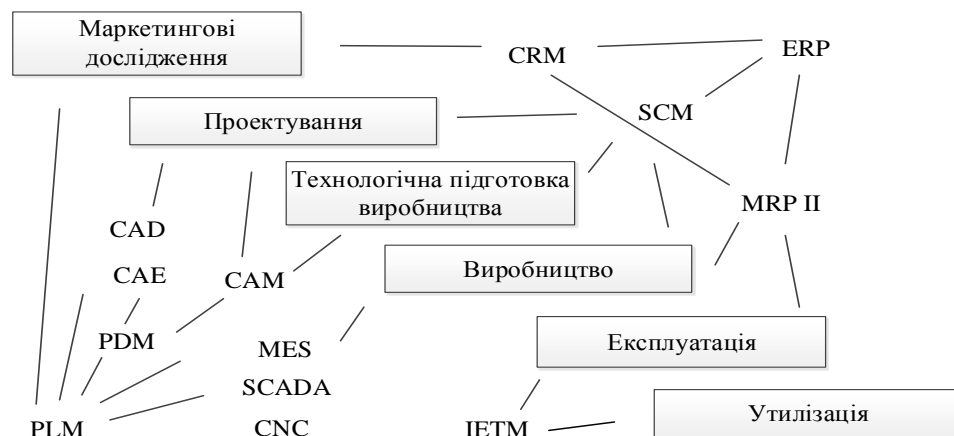 Маркетингові
дослідження
CRM
ERP
Проектування
SCM
Технологічна підготовка
виробництва
MRP II
CAD
CAE
CAM
Виробництво
PDM
MES
Експлуатація
SCADA
PLM
CNC
IETM
Утилізація